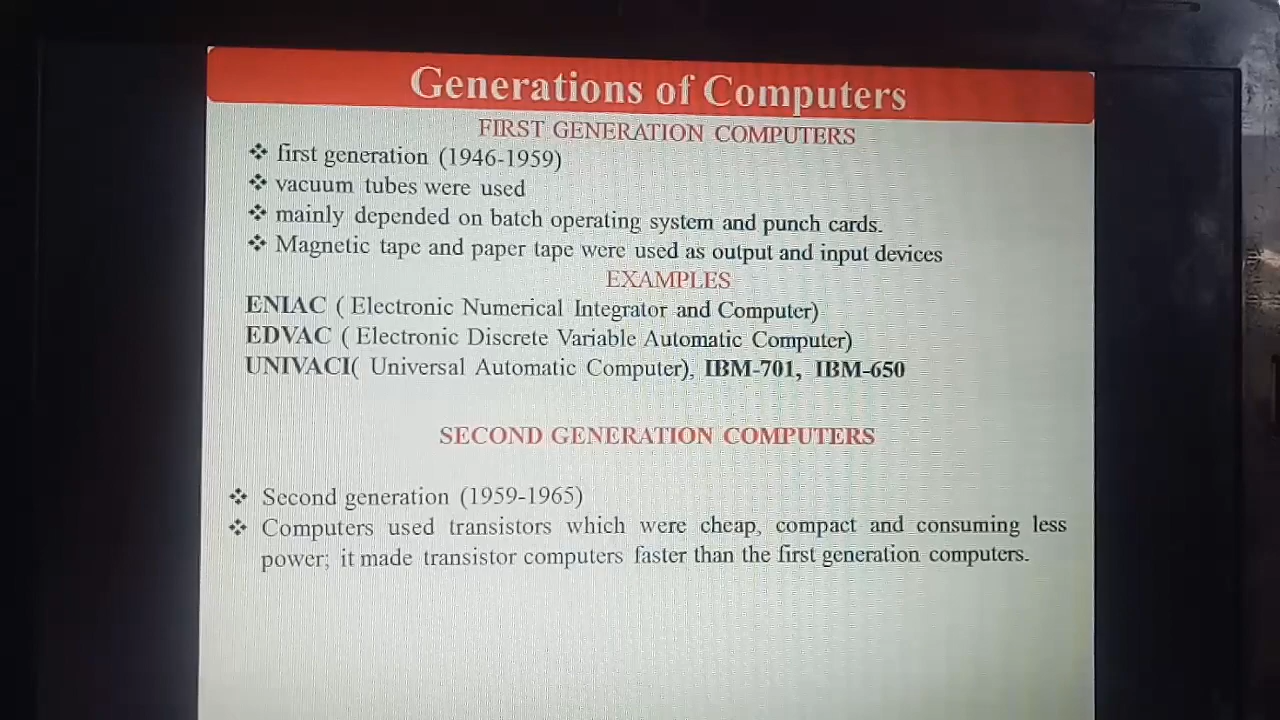 Generations of Computers
FIRST GENERATION COMPUTERS
❖ first generation (1946-1959)
❖ vacuum tubes were used
❖ mainly depended on batch operating system and punch cards.
❖ Magnetic tape and paper tape were used as output and input devices
EXAMPLES
ENIAC ( Electronic Numerical Integrator and Computer)
EDVAC ( Electronic Discrete Variable Automatic Computer)
UNIVACI( Universal Automatic Computer), IBM-701, IBM-650
SECOND GENERATION COMPUTERS
❖ Second generation (1959-1965)
❖ Computers used transistors which were cheap, compact and consuming less
power; it made transistor computers faster than the first generation computers.